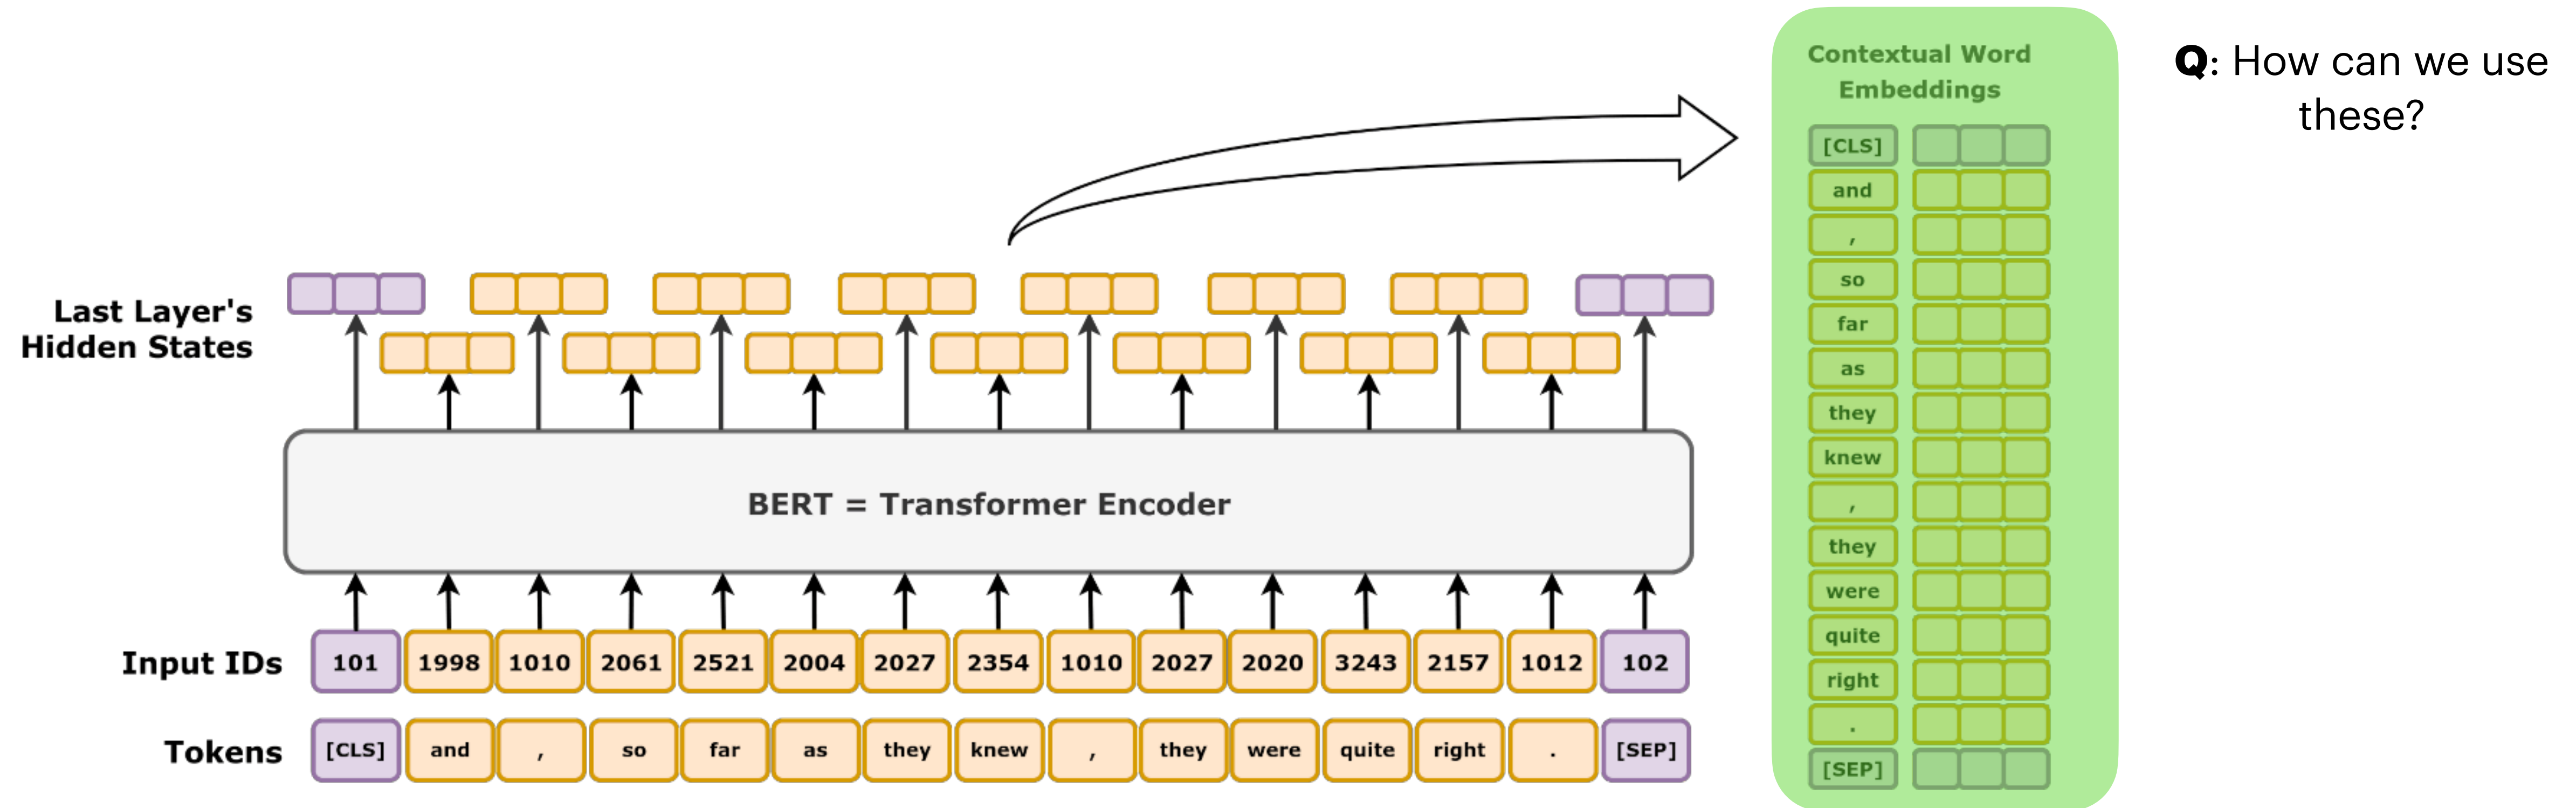 Contextual Word
Embeddings
Q: How can we use
these?
[CLS]
and
,
so
far
as
they
knew
,
they
were
quite
right
.
[SEP]
Last Layer's
Hidden States
BERT = Transformer Encoder
Input IDs 101 1998 1010 2061 2521 2004 2027 2354 1010 2027 2020 3243 2157 1012 102
Tokens [CLS] and , so far as they knew , they were quite right . [SEP]